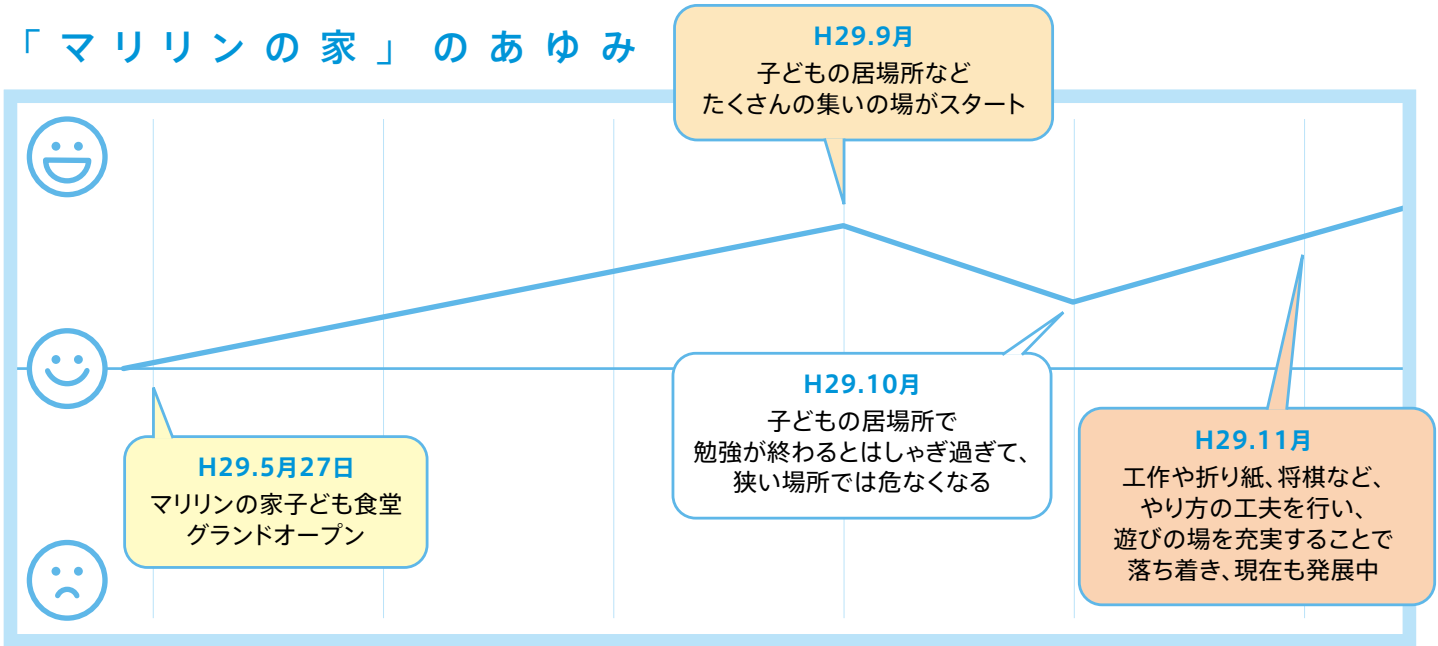 「マリリンの家」のあゆみ
H29.9月
子どもの居場所など
たくさんの集いの場がスタート
H29.5月27日
マリリンの家子ども食堂
グランドオープン
H29.10月
子どもの居場所で
勉強が終わるとはしゃぎ過ぎて、
狭い場所では危なくなる
H29.11月
工作や折り紙、将棋など、
やり方の工夫を行い、
遊びの場を充実することで
落ち着き、現在も発展中